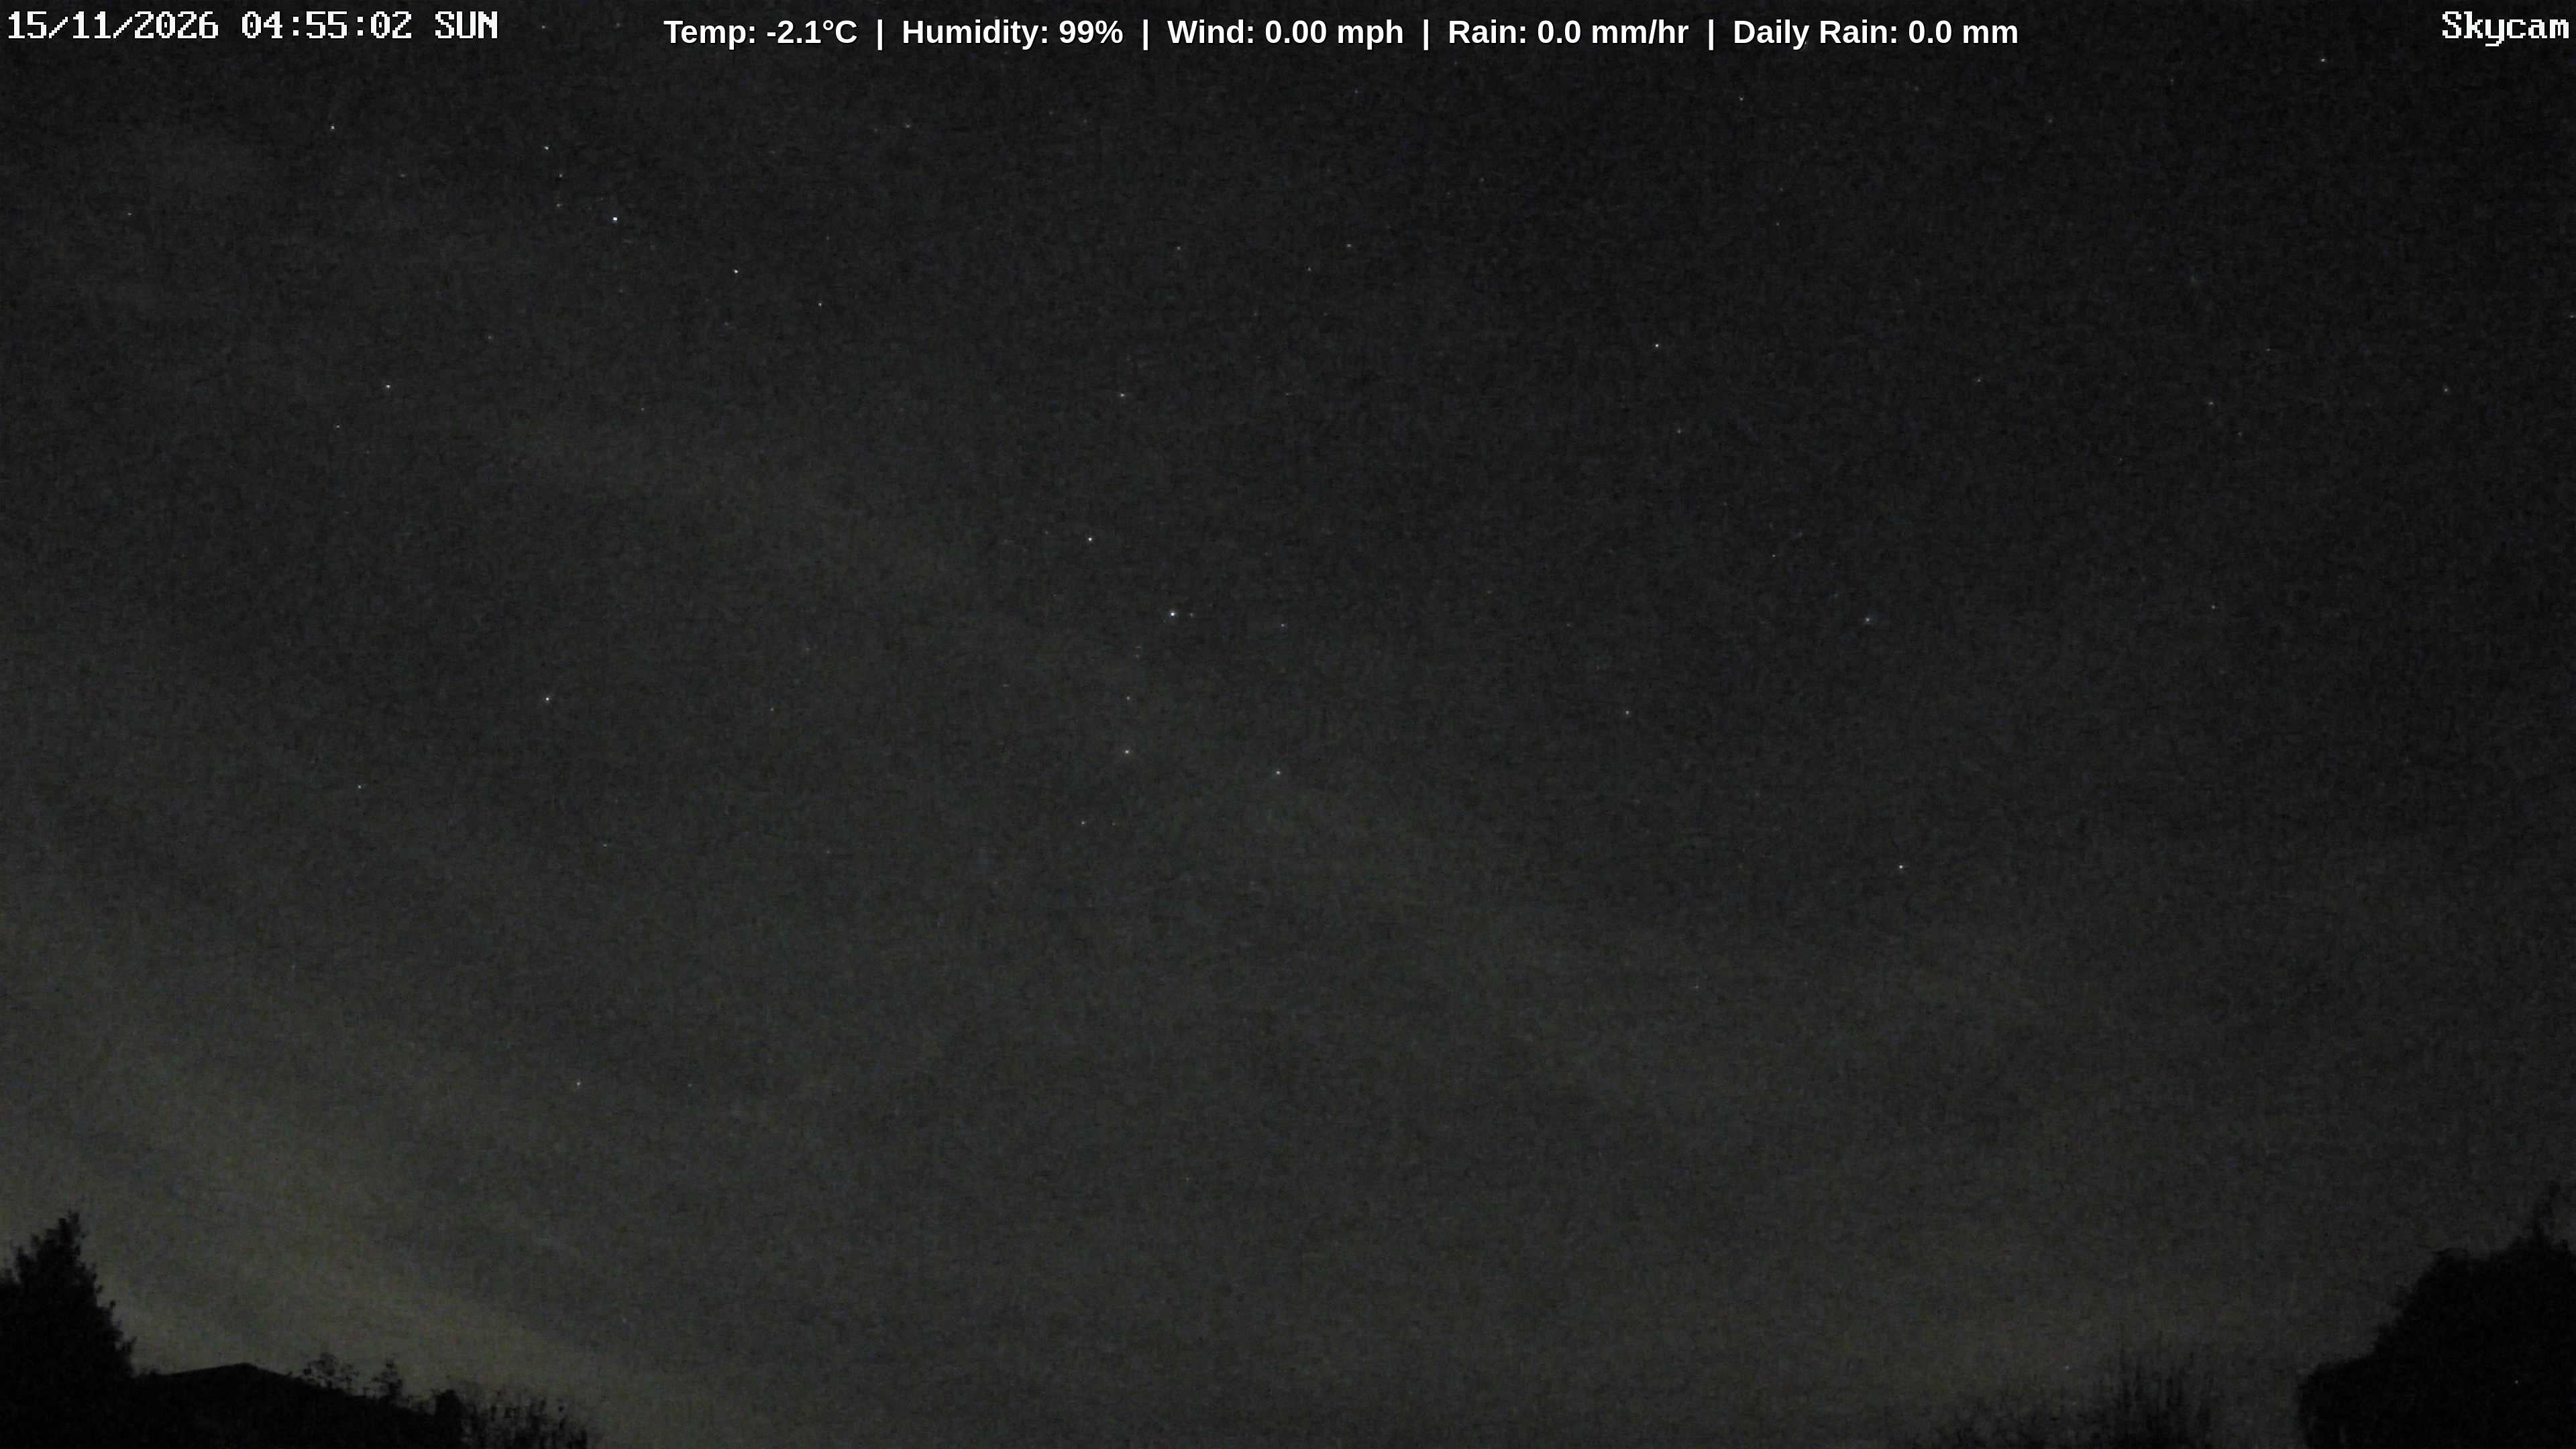 15/11/2026 04:55:02 SUN
Temp: -2.1°C | Humidity: 99% | Wind: 0.00 mph | Rain: 0.0 mm/hr | Daily Rain: 0.0 mm
Skycam